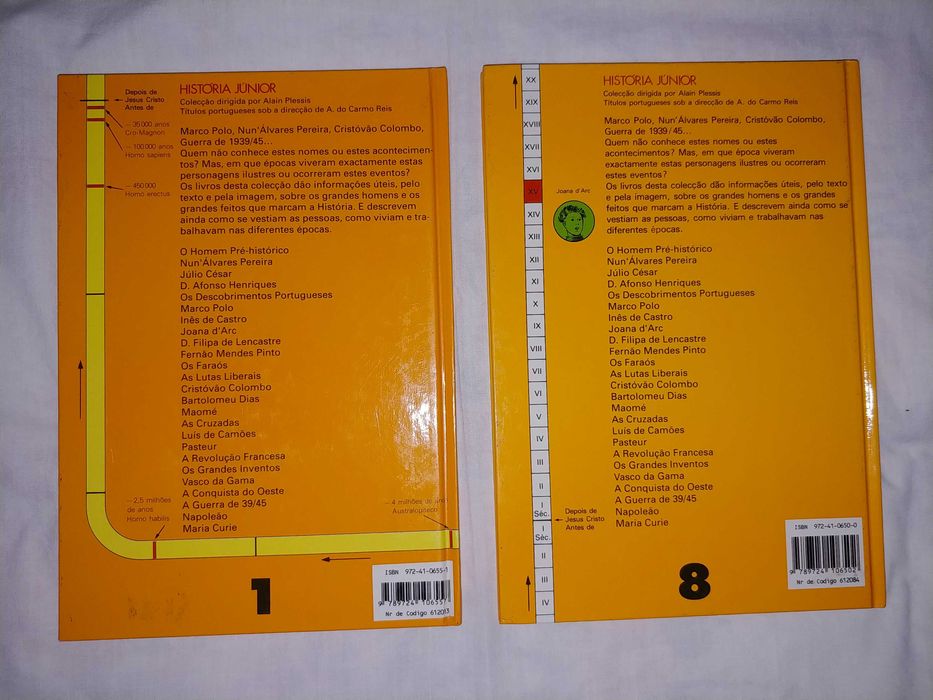 Depois de
Jesus Cristo
Antes de
—35 000 anos
Cro-Magnon
—100 000 anos
Homo sapiens
—450 000
Homo erectus
HISTÓRIA JÚNIOR
Colecção dirigida por Alain Plessis
Títulos portugueses sob a direcção de A. do Carmo Reis
Marco Polo, Nun'Álvares Pereira, Cristóvão Colombo,
Guerra de 1939/45...
Quem não conhece estes nomes ou estes acontecimen-
tos? Mas, em que época viveram exactamente estas
personagens ilustres ou ocorreram estes eventos?
Os livros desta colecção dão informações úteis, pelo
texto e pela imagem, sobre os grandes homens e os
grandes feitos que marcam a História. E descrevem
ainda como se vestiam as pessoas, como viviam e tra-
balhavam nas diferentes épocas.
O Homem Pré-histórico
Nun'Álvares Pereira
Júlio César
D. Afonso Henriques
Os Descobrimentos Portugueses
Marco Polo
Inês de Castro
Joana d'Arc
D. Filipa de Lencastre
Fernão Mendes Pinto
Os Faraós
As Lutas Liberais
Cristóvão Colombo
Bartolomeu Dias
Maomé
As Cruzadas
Luís de Camões
Pasteur
A Revolução Francesa
Os Grandes Inventos
Vasco da Gama
A Conquista do Oeste
A Guerra de 39/45
Napoleão
Maria Curie
—2,5 milhões
de anos
Homo habilis
—4 milhões de anos
Australopiteco
1
ISBN 972-41-0655-1
9 789724 10655
Nr de Codigo 612013
XX
XIX
XVIII
XVII
XVI
XV
XIV
XIII
XII
XI
X
IX
VIII
VII
VI
V
IV
III
II
I
Séc.
I
Séc.
II
III
IV
Joana d'Arc
Depois de
Jesus Cristo
Antes de
HISTÓRIA JÚNIOR
Colecção dirigida por Alain Plessis
Títulos portugueses sob a direcção de A. do Carmo Reis
Marco Polo, Nun'Álvares Pereira, Cristóvão Colombo,
Guerra de 1939/45...
Quem não conhece estes nomes ou estes
acontecimentos? Mas, em que época viveram
exactamente estas personagens ilustres ou ocorreram
estes eventos?
Os livros desta colecção dão informações úteis, pelo texto
e pela imagem, sobre os grandes homens e os grandes
feitos que marcam a História. E descrevem ainda como se
vestiam as pessoas, como viviam e trabalhavam nas
diferentes épocas.
O Homem Pré-histórico
Nun'Álvares Pereira
Júlio César
D. Afonso Henriques
Os Descobrimentos Portugueses
Marco Polo
Inês de Castro
Joana d'Arc
D. Filipa de Lencastre
Fernão Mendes Pinto
Os Faraós
As Lutas Liberais
Cristóvão Colombo
Bartolomeu Dias
Maomé
As Cruzadas
Luís de Camões
Pasteur
A Revolução Francesa
Os Grandes Inventos
Vasco da Gama
A Conquista do Oeste
A Guerra de 39/45
Napoleão
Maria Curie
8
ISBN 972-41-0650-0
9 789724 106502
Nr de Codigo 612084